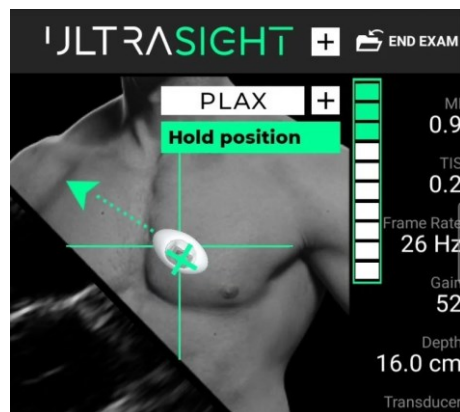 ULTRASIGHT
END EXAM
PLAX
Hold position
MI
0.9
TIS
0.2
Frame Rate
26 Hz
Gain
52
Depth
16.0 cm
Transducer